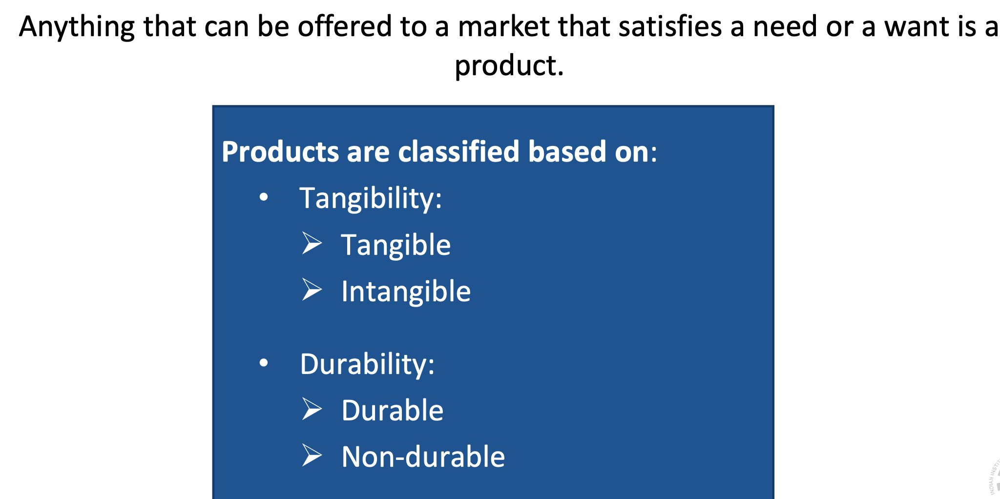 Anything that can be offered to a market that satisfies a need or a want is a
product.
Products are classified based on:
• Tangibility:
➢ Tangible
➢ Intangible
• Durability:
➢ Durable
➢ Non-durable
INDIAN